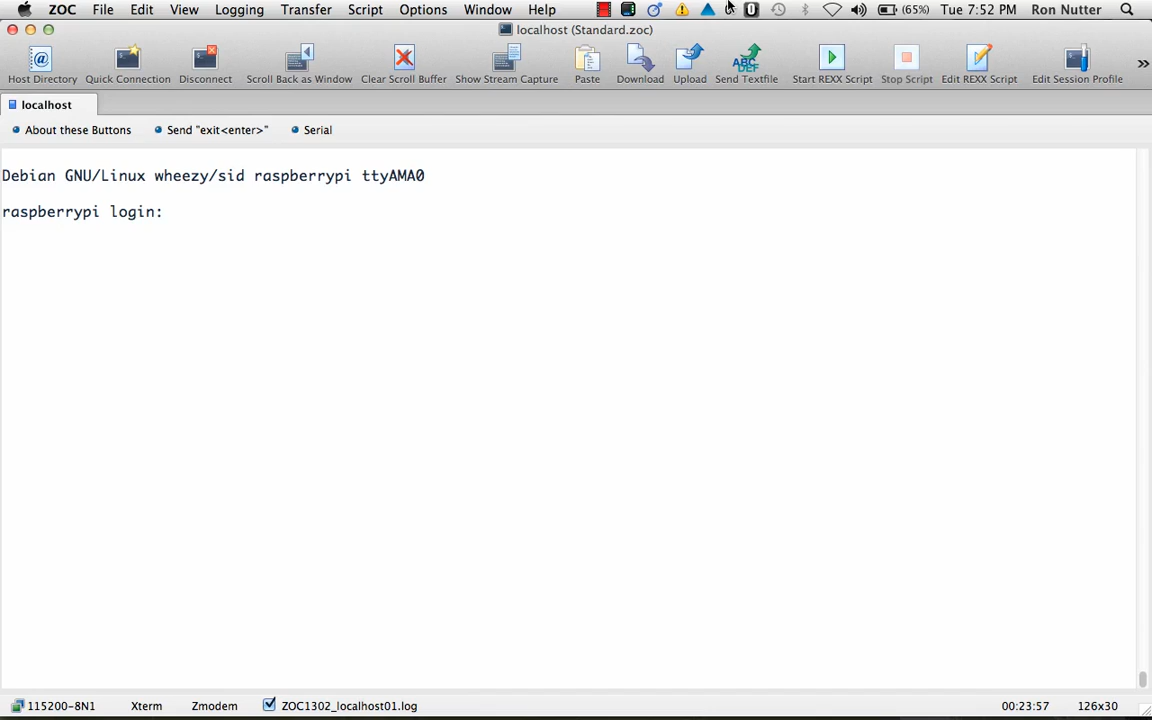 ZOC File Edit View Logging Transfer Script Options Window Help (65%) Tue 7:52 PM Ron Nutter
localhost (Standard.zoc)
Host Directory Quick Connection Disconnect Scroll Back as Window Clear Scroll Buffer Show Stream Capture Paste Download Upload Send Textfile Start REXX Script Stop Script Edit REXX Script Edit Session Profile »
localhost
About these Buttons Send "exit<enter>" Serial
Debian GNU/Linux wheezy/sid raspberrypi ttyAMA0
raspberrypi login:
115200-8N1 Xterm Zmodem ZOC1302_localhost01.log 00:23:57 126x30